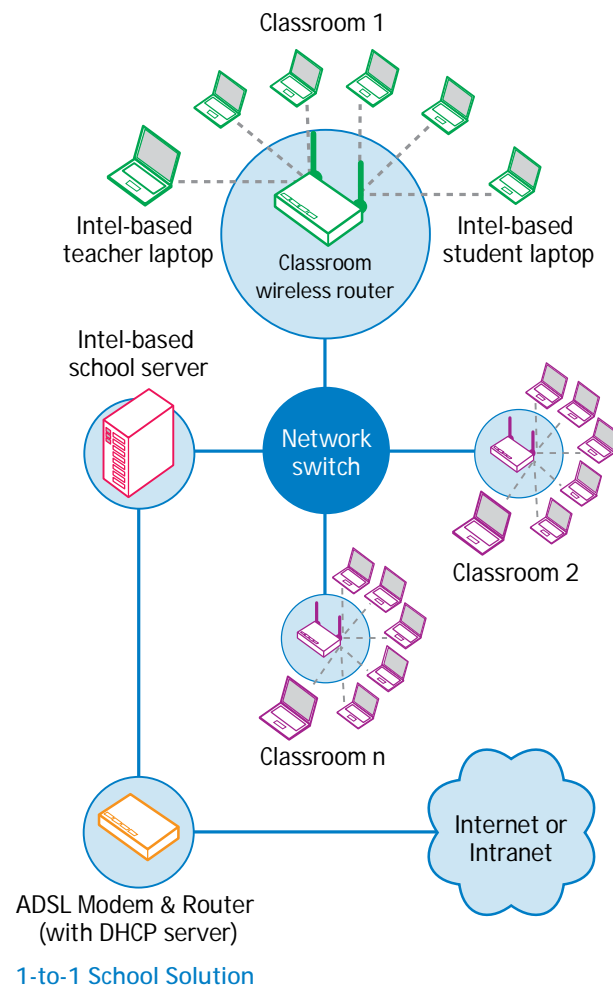 Classroom 1
Intel-based
teacher laptop
Intel-based
student laptop
Classroom
wireless router
Intel-based
school server
Network
switch
Classroom 2
Classroom n
Internet or
Intranet
ADSL Modem & Router
(with DHCP server)
1-to-1 School Solution